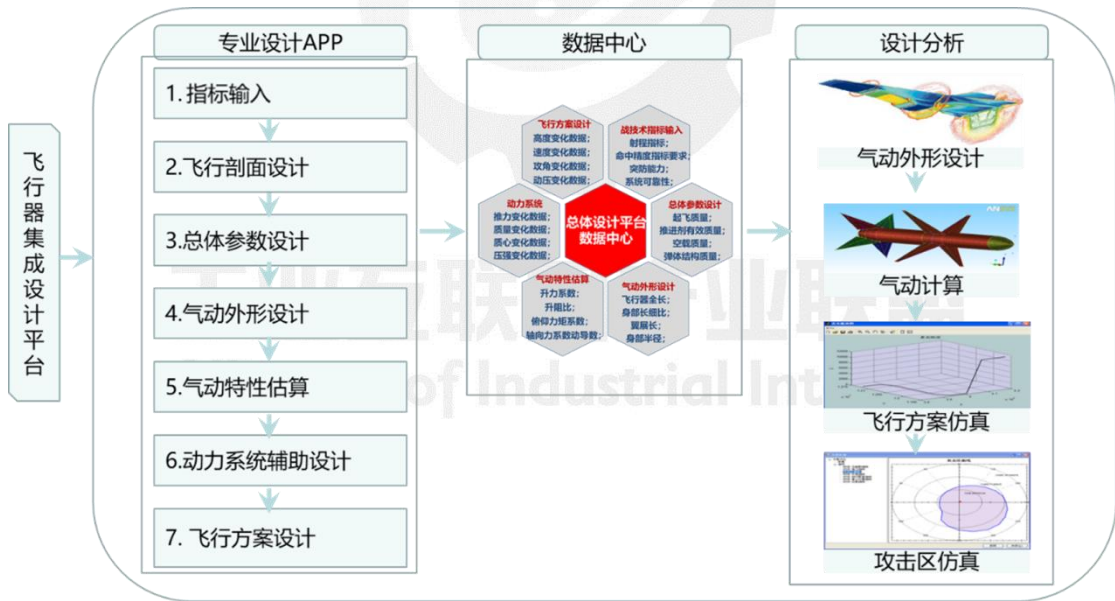 飞行器集成设计平台
专业设计APP
1. 指标输入
2.飞行剖面设计
3.总体参数设计
4.气动外形设计
5.气动特性估算
6.动力系统辅助设计
7. 飞行方案设计
数据中心
飞行方案设计
高度变化数据；
速度变化数据；
攻角变化数据；
动压变化数据；
战技术指标输入
射程指标；
命中精度指标要求；
突防能力；
系统可靠性；
动力系统
推力变化数据；
质量变化数据；
质心变化数据；
压强变化数据；
总体设计平台
数据中心
总体参数设计
起飞质量；
推进剂有效质量；
空载质量；
弹体结构质量；
气动特性估算
升力系数；
升阻比；
俯仰力矩系数；
轴向力系数动导数；
气动外形设计
飞行器全长；
身部长细比；
翼展长；
身部半径；
设计分析
气动外形设计
气动计算
飞行方案仿真
攻击区仿真
of Industrial Int